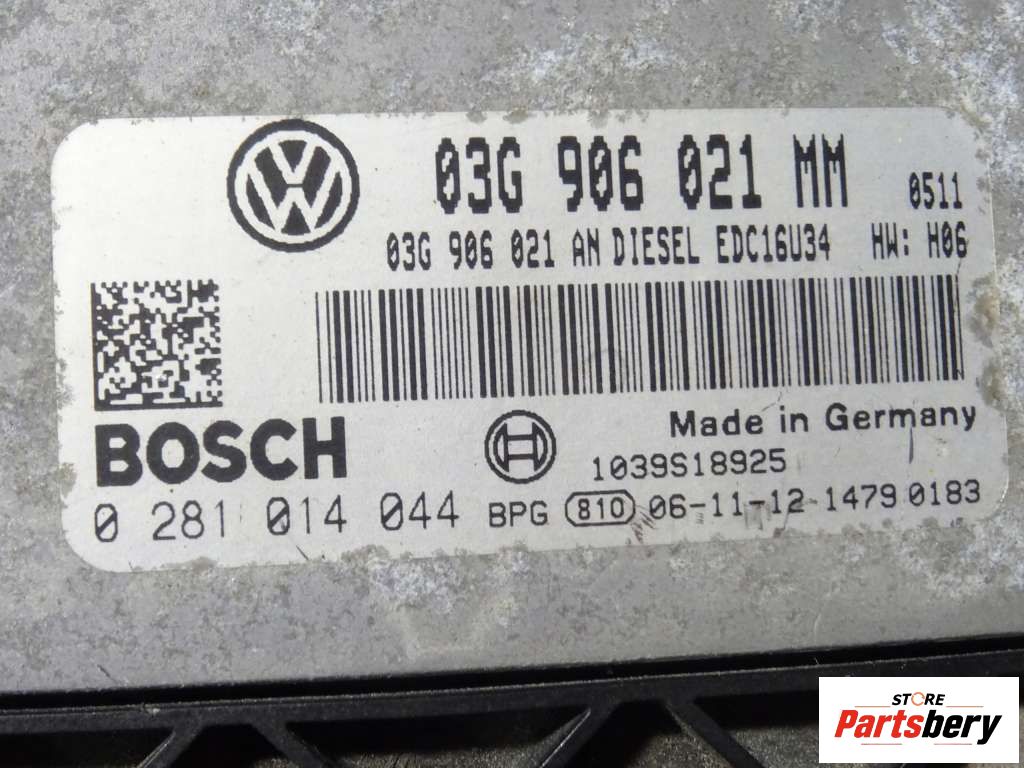 03G 906 021 MM 0511
03G 906 021 AN DIESEL EDC16U34 HW: H06
Made in Germany
BOSCH
1039S18925
0 281 014 044 BPG 810 06-11-12-1479 0183
STORE
Partsbery